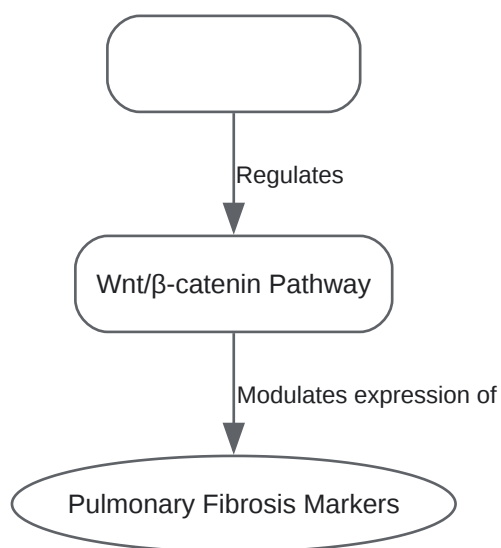 Regulates
Wnt/β-catenin Pathway
Modulates expression of
Pulmonary Fibrosis Markers